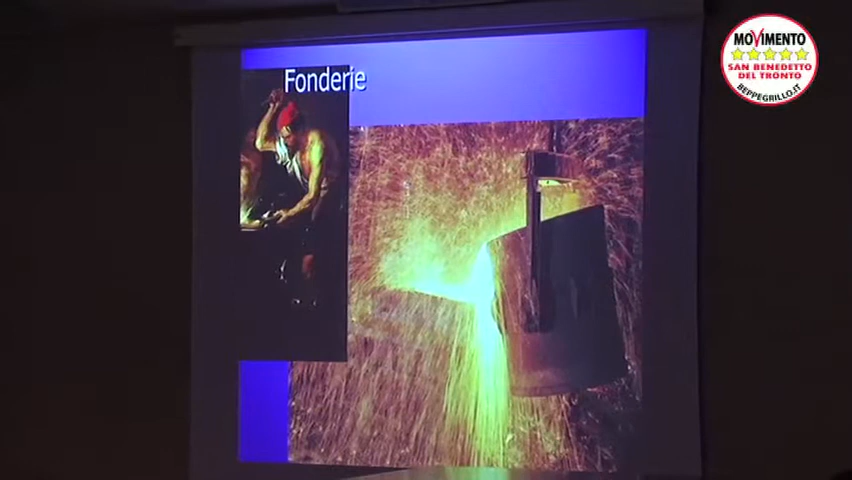 Fonderie
MOVIMENTO
SAN BENEDETTO
DEL TRONTO
BEPPEGRILLO.IT